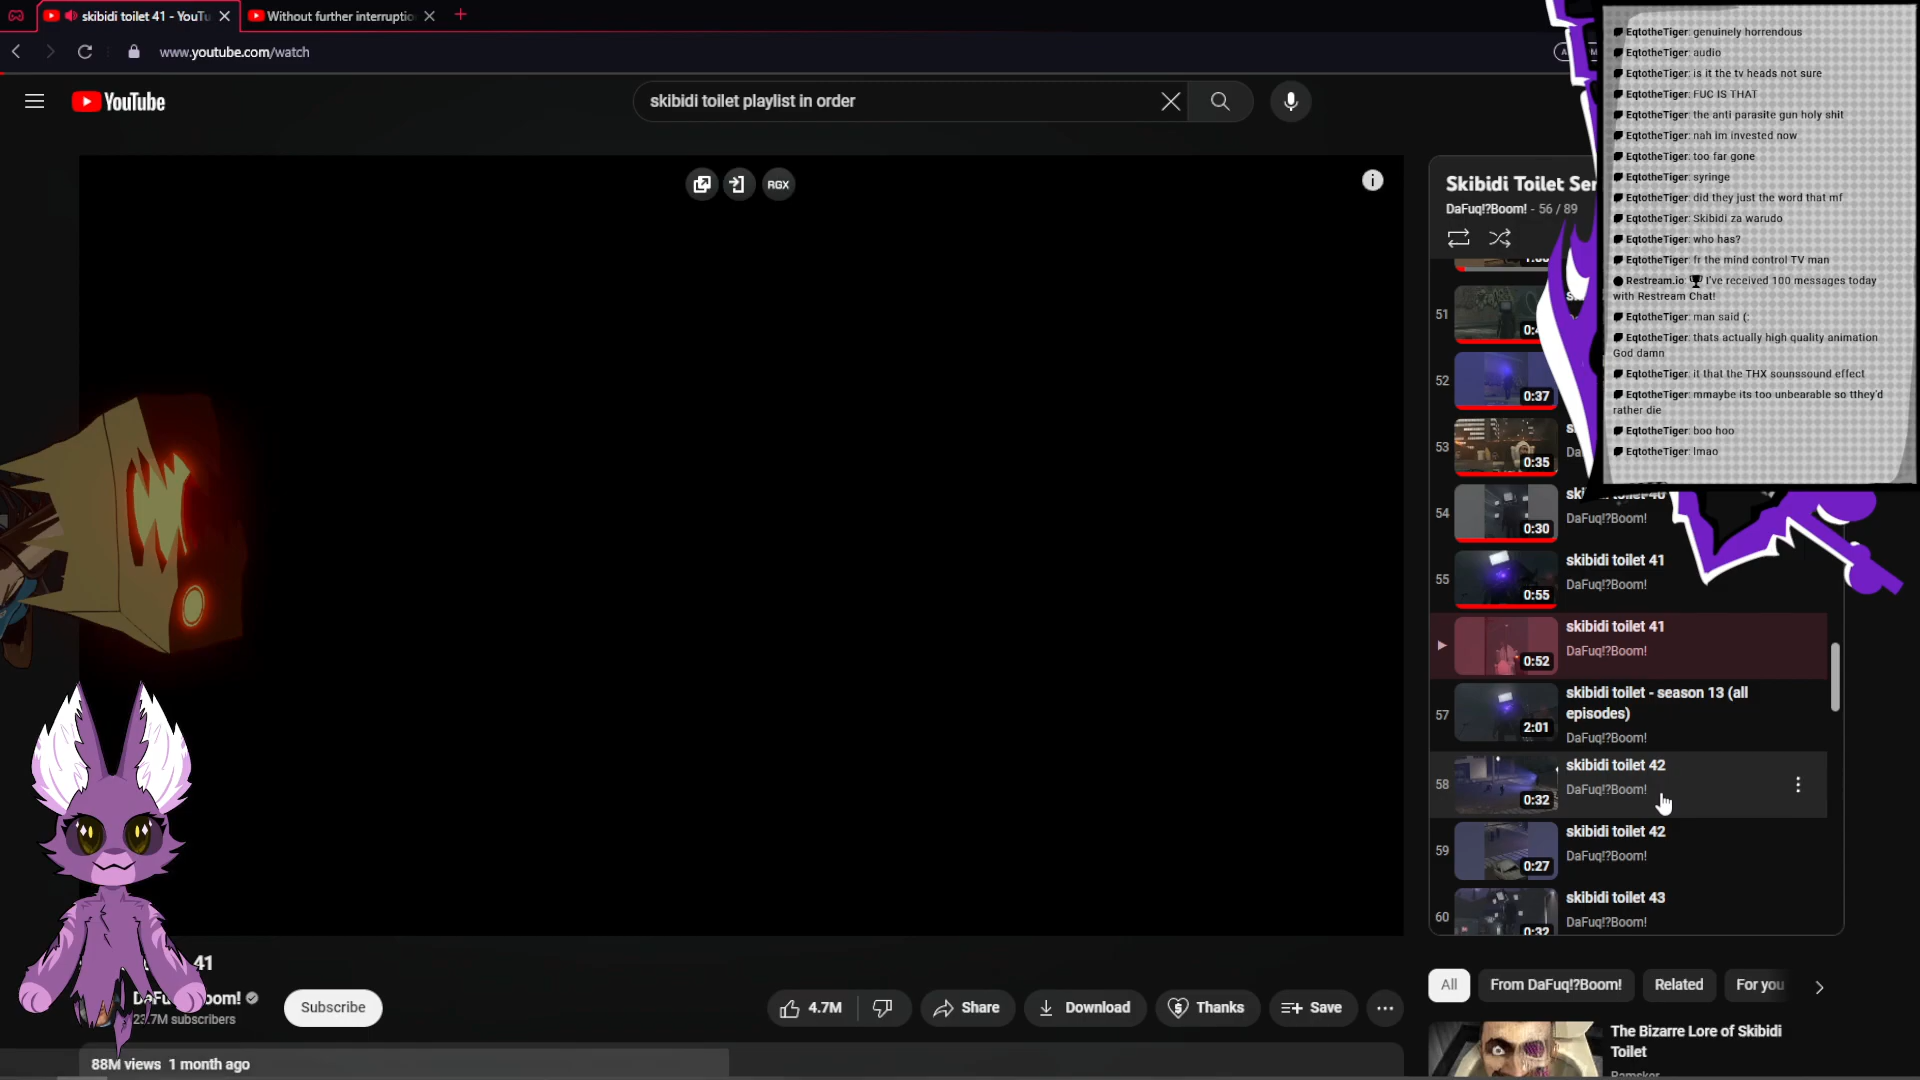 skibidi toilet 41 - YouTu
Without further interruptio
www.youtube.com/watch
YouTube
skibidi toilet playlist in order
RGX
Skibidi Toilet Ser
DaFuq!?Boom! - 56 / 89
51
52
0:37
53
0:35
54
0:30
DaFuq!?Boom!
55
0:55
skibidi toilet 41
DaFuq!?Boom!
0:52
skibidi toilet 41
DaFuq!?Boom!
57
2:01
skibidi toilet - season 13 (all
episodes)
DaFuq!?Boom!
58
0:32
skibidi toilet 42
DaFuq!?Boom!
59
0:27
skibidi toilet 42
DaFuq!?Boom!
60
0:32
skibidi toilet 43
DaFuq!?Boom!
EqtotheTiger: genuinely horrendous
EqtotheTiger: audio
EqtotheTiger: is it the tv heads not sure
EqtotheTiger: FUC IS THAT
EqtotheTiger: the anti parasite gun holy shit
EqtotheTiger: nah im invested now
EqtotheTiger: too far gone
EqtotheTiger: syringe
EqtotheTiger: did they just the word that mf
EqtotheTiger: Skibidi za warudo
EqtotheTiger: who has?
EqtotheTiger: fr the mind control TV man
Restream.io: 🏆 I've received 100 messages today
with Restream Chat!
EqtotheTiger: man said (:
EqtotheTiger: thats actually high quality animation
God damn
EqtotheTiger: it that the THX sounssound effect
EqtotheTiger: mmaybe its too unbearable so tthey'd
rather die
EqtotheTiger: boo hoo
EqtotheTiger: lmao
41
23.7M subscribers
Subscribe
4.7M
Share
Download
Thanks
Save
88M views 1 month ago
All
From DaFuq!?Boom!
Related
For you
The Bizarre Lore of Skibidi
Toilet